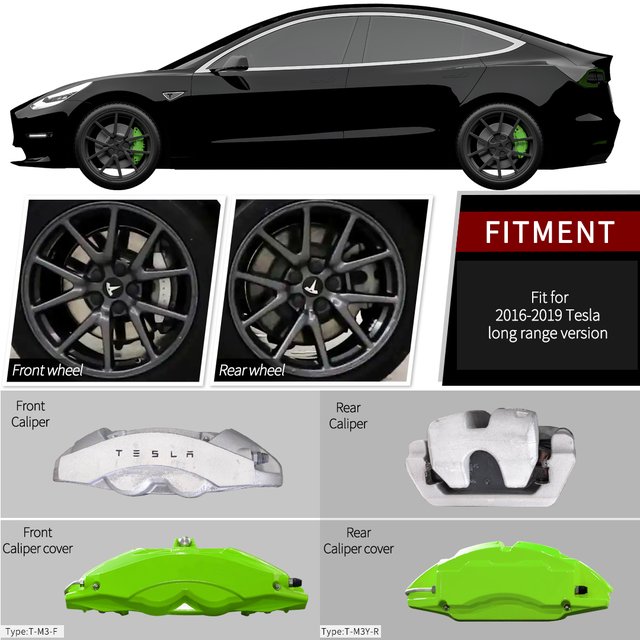 FITMENT
Fit for
2016-2019 Tesla
long range version
Front wheel
Rear wheel
Front
Caliper
TESLA
Rear
Caliper
Front
Caliper cover
Type:T-M3-F
Rear
Caliper cover
Type:T-M3Y-R